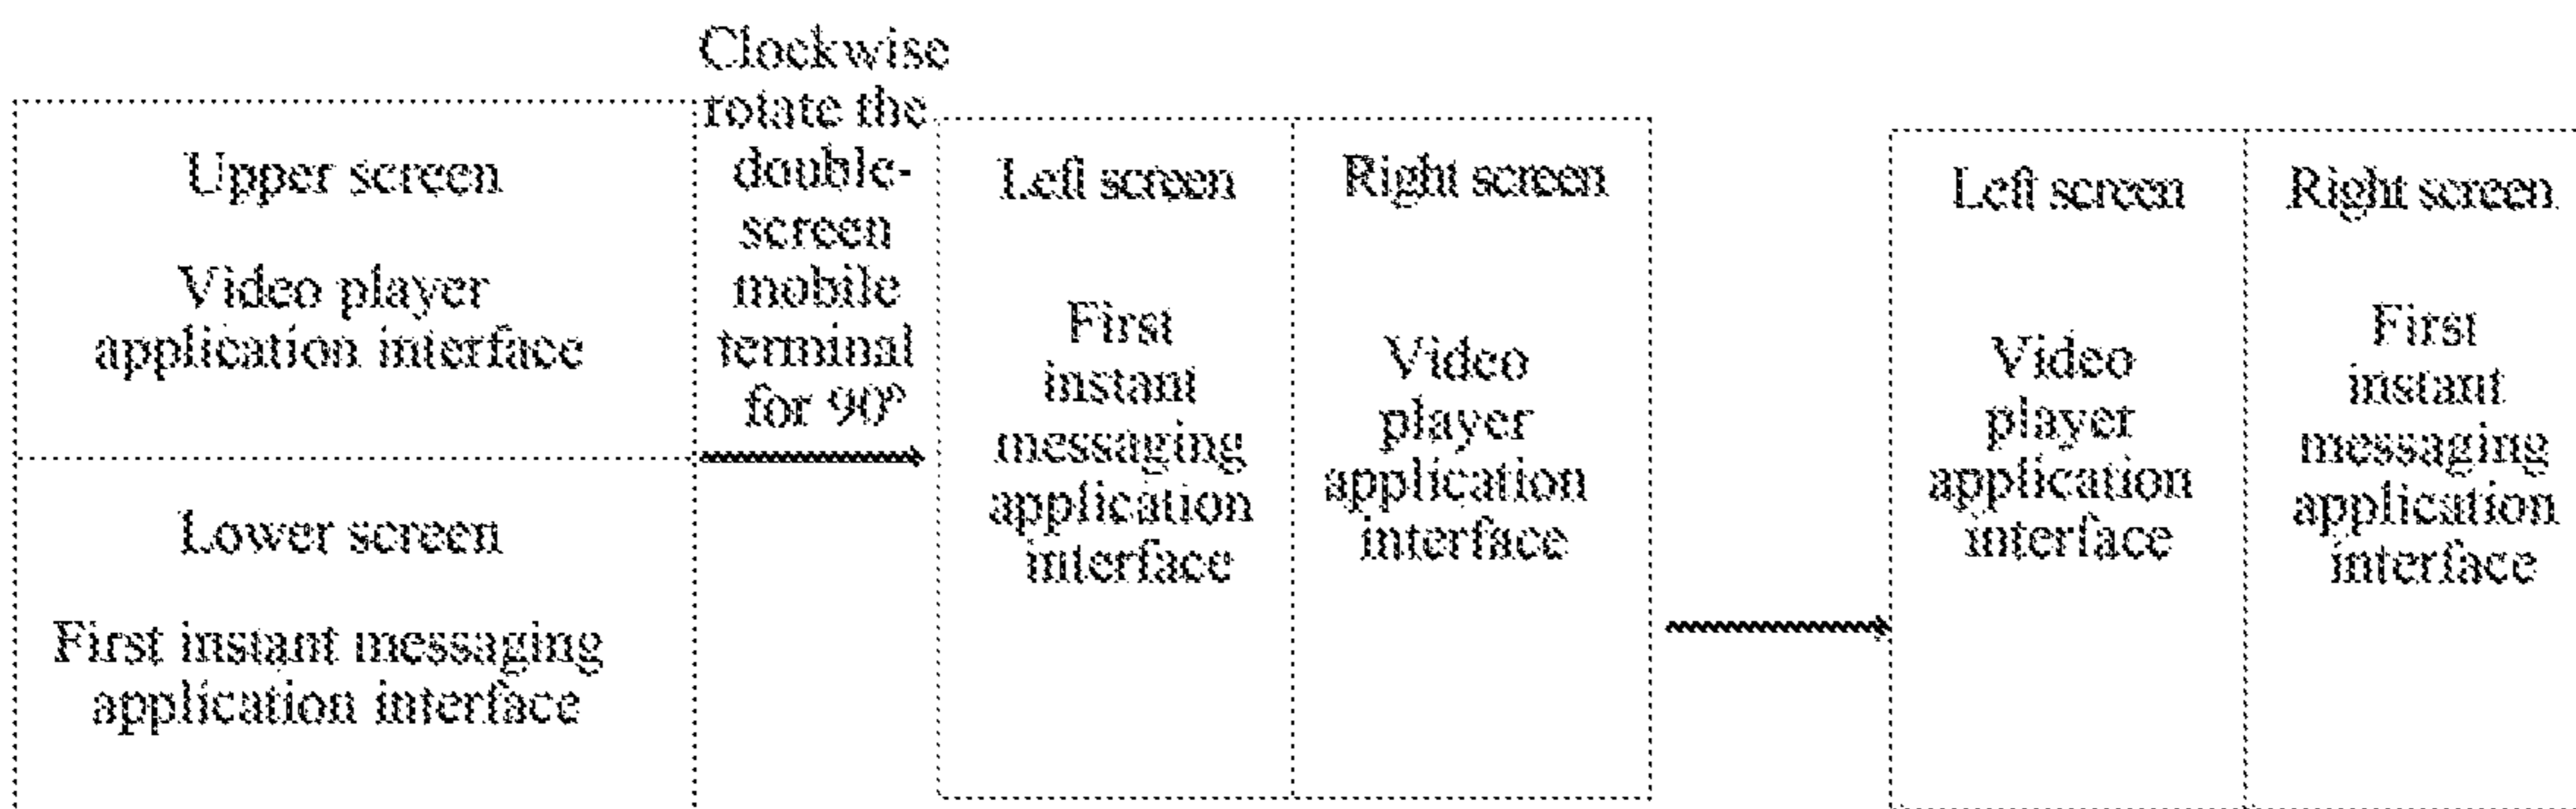 Upper screen
Video player
application interface
Lower screen
First instant messaging
application interface
Clockwise
rotate the
double-
screen
mobile
terminal
for 90°
Left screen
First
instant
messaging
application
interface
Right screen
Video
player
application
interface
Left screen
Video
player
application
interface
Right screen
First
instant
messaging
application
interface